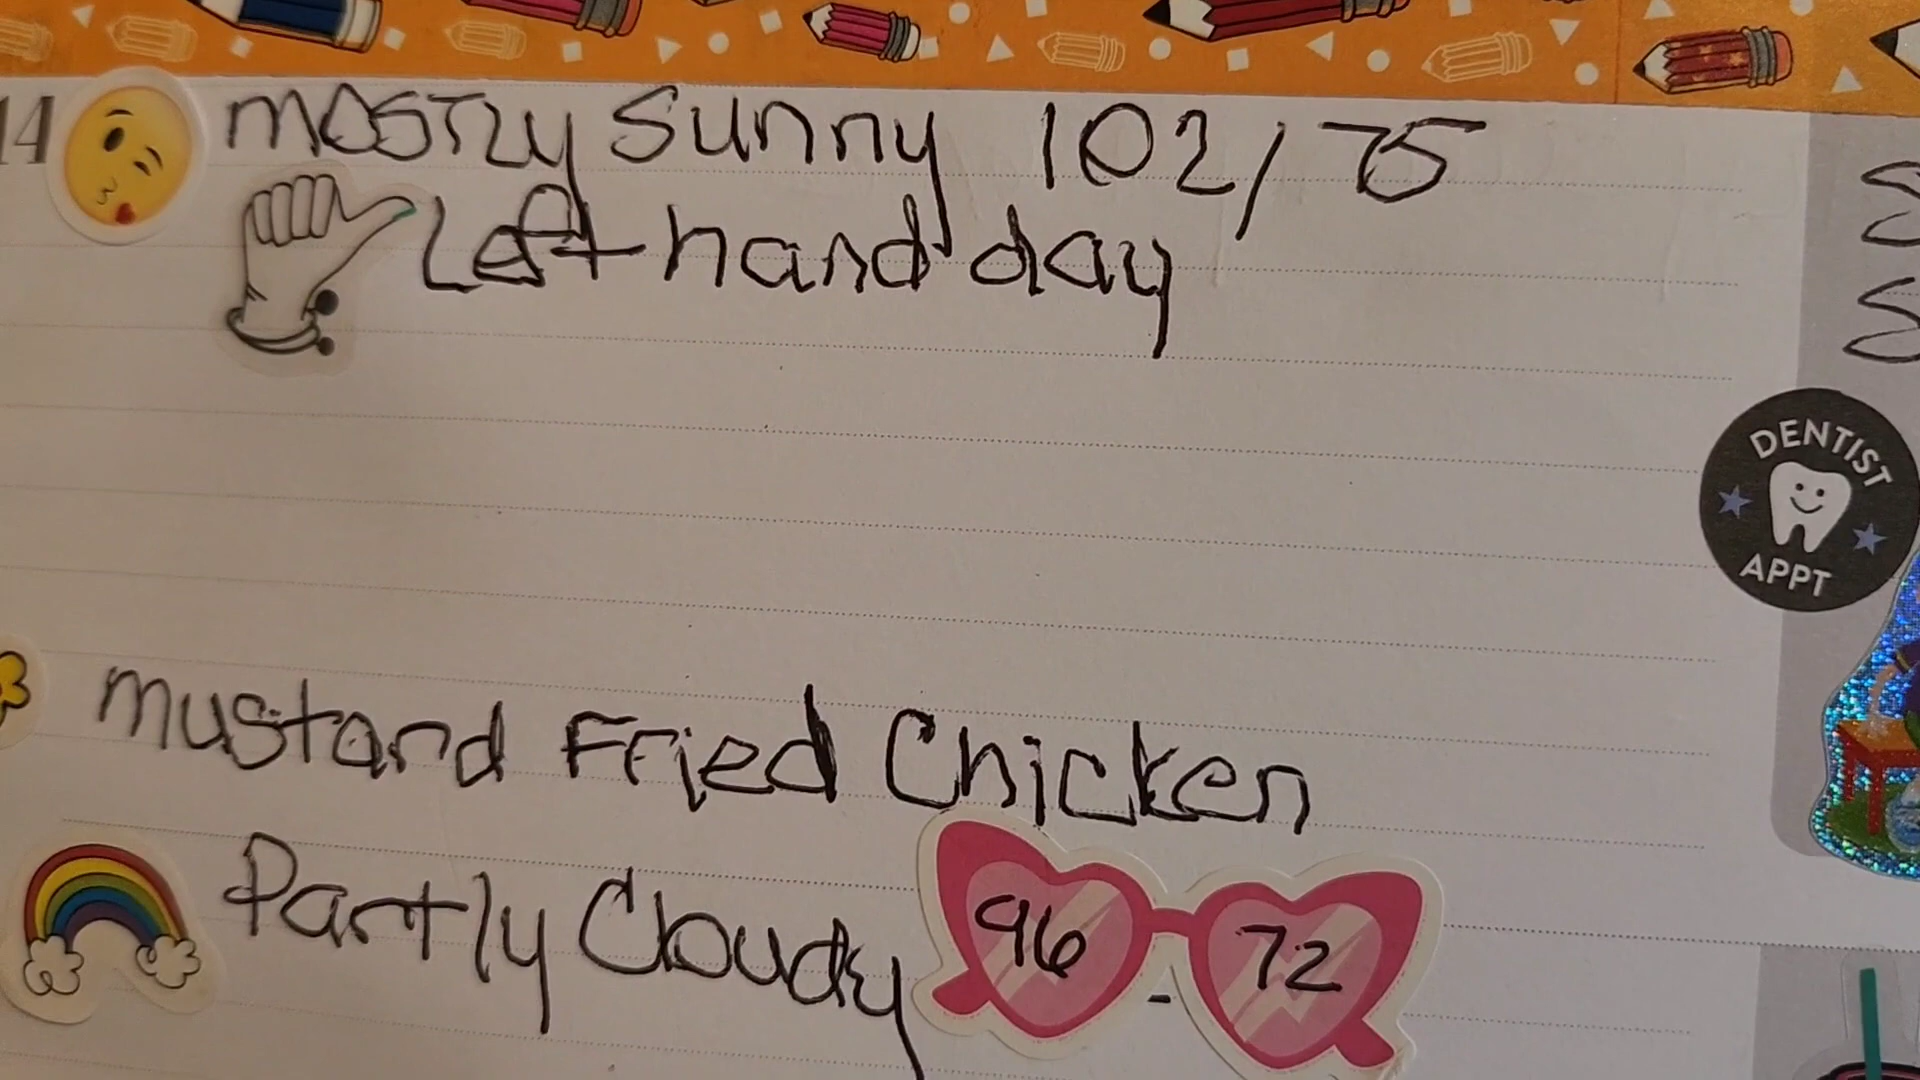 14 mostly sunny 102/75
Left hand day
DENTIST
APPT
mustard Fried Chicken
Partly Cloudy 96 - 72